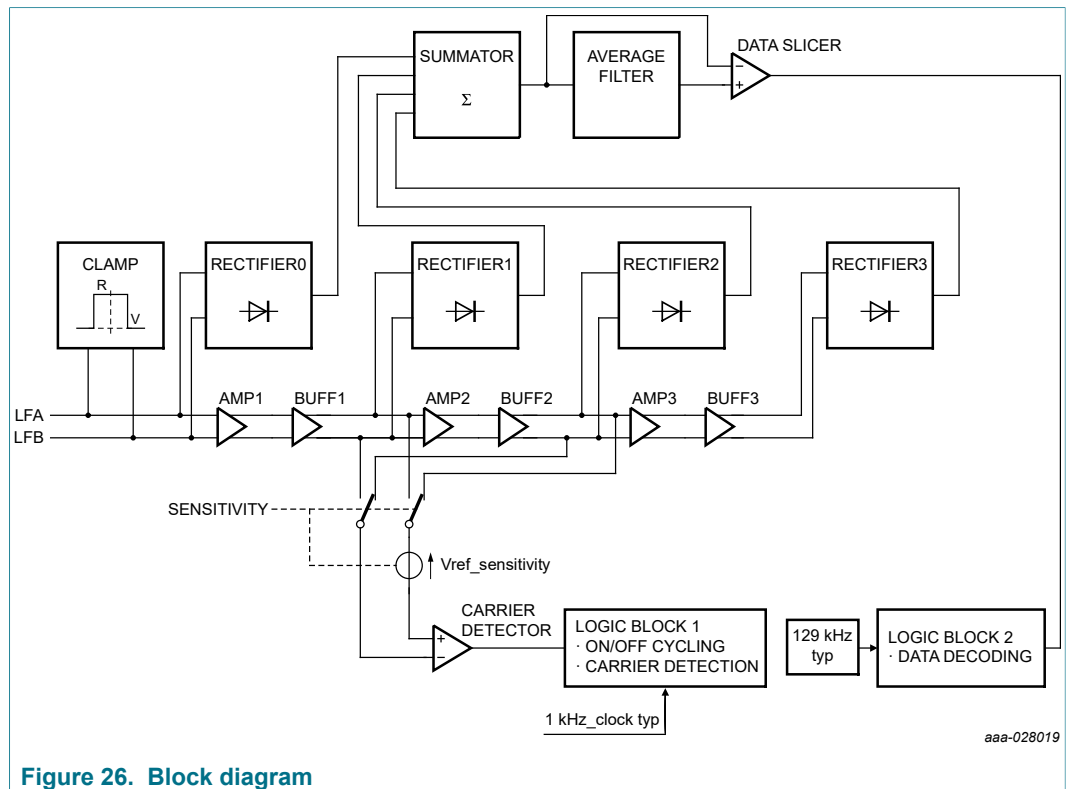 SUMMATOR
Σ
AVERAGE
FILTER
DATA SLICER
−
+
CLAMP
R
V
RECTIFIER0
RECTIFIER1
RECTIFIER2
RECTIFIER3
AMP1
BUFF1
AMP2
BUFF2
AMP3
BUFF3
LFA
LFB
SENSITIVITY
Vref_sensitivity
CARRIER
DETECTOR
+
−
LOGIC BLOCK 1
· ON/OFF CYCLING
· CARRIER DETECTION
129 kHz
typ
LOGIC BLOCK 2
· DATA DECODING
1 kHz_clock typ
aaa-028019
Figure 26. Block diagram